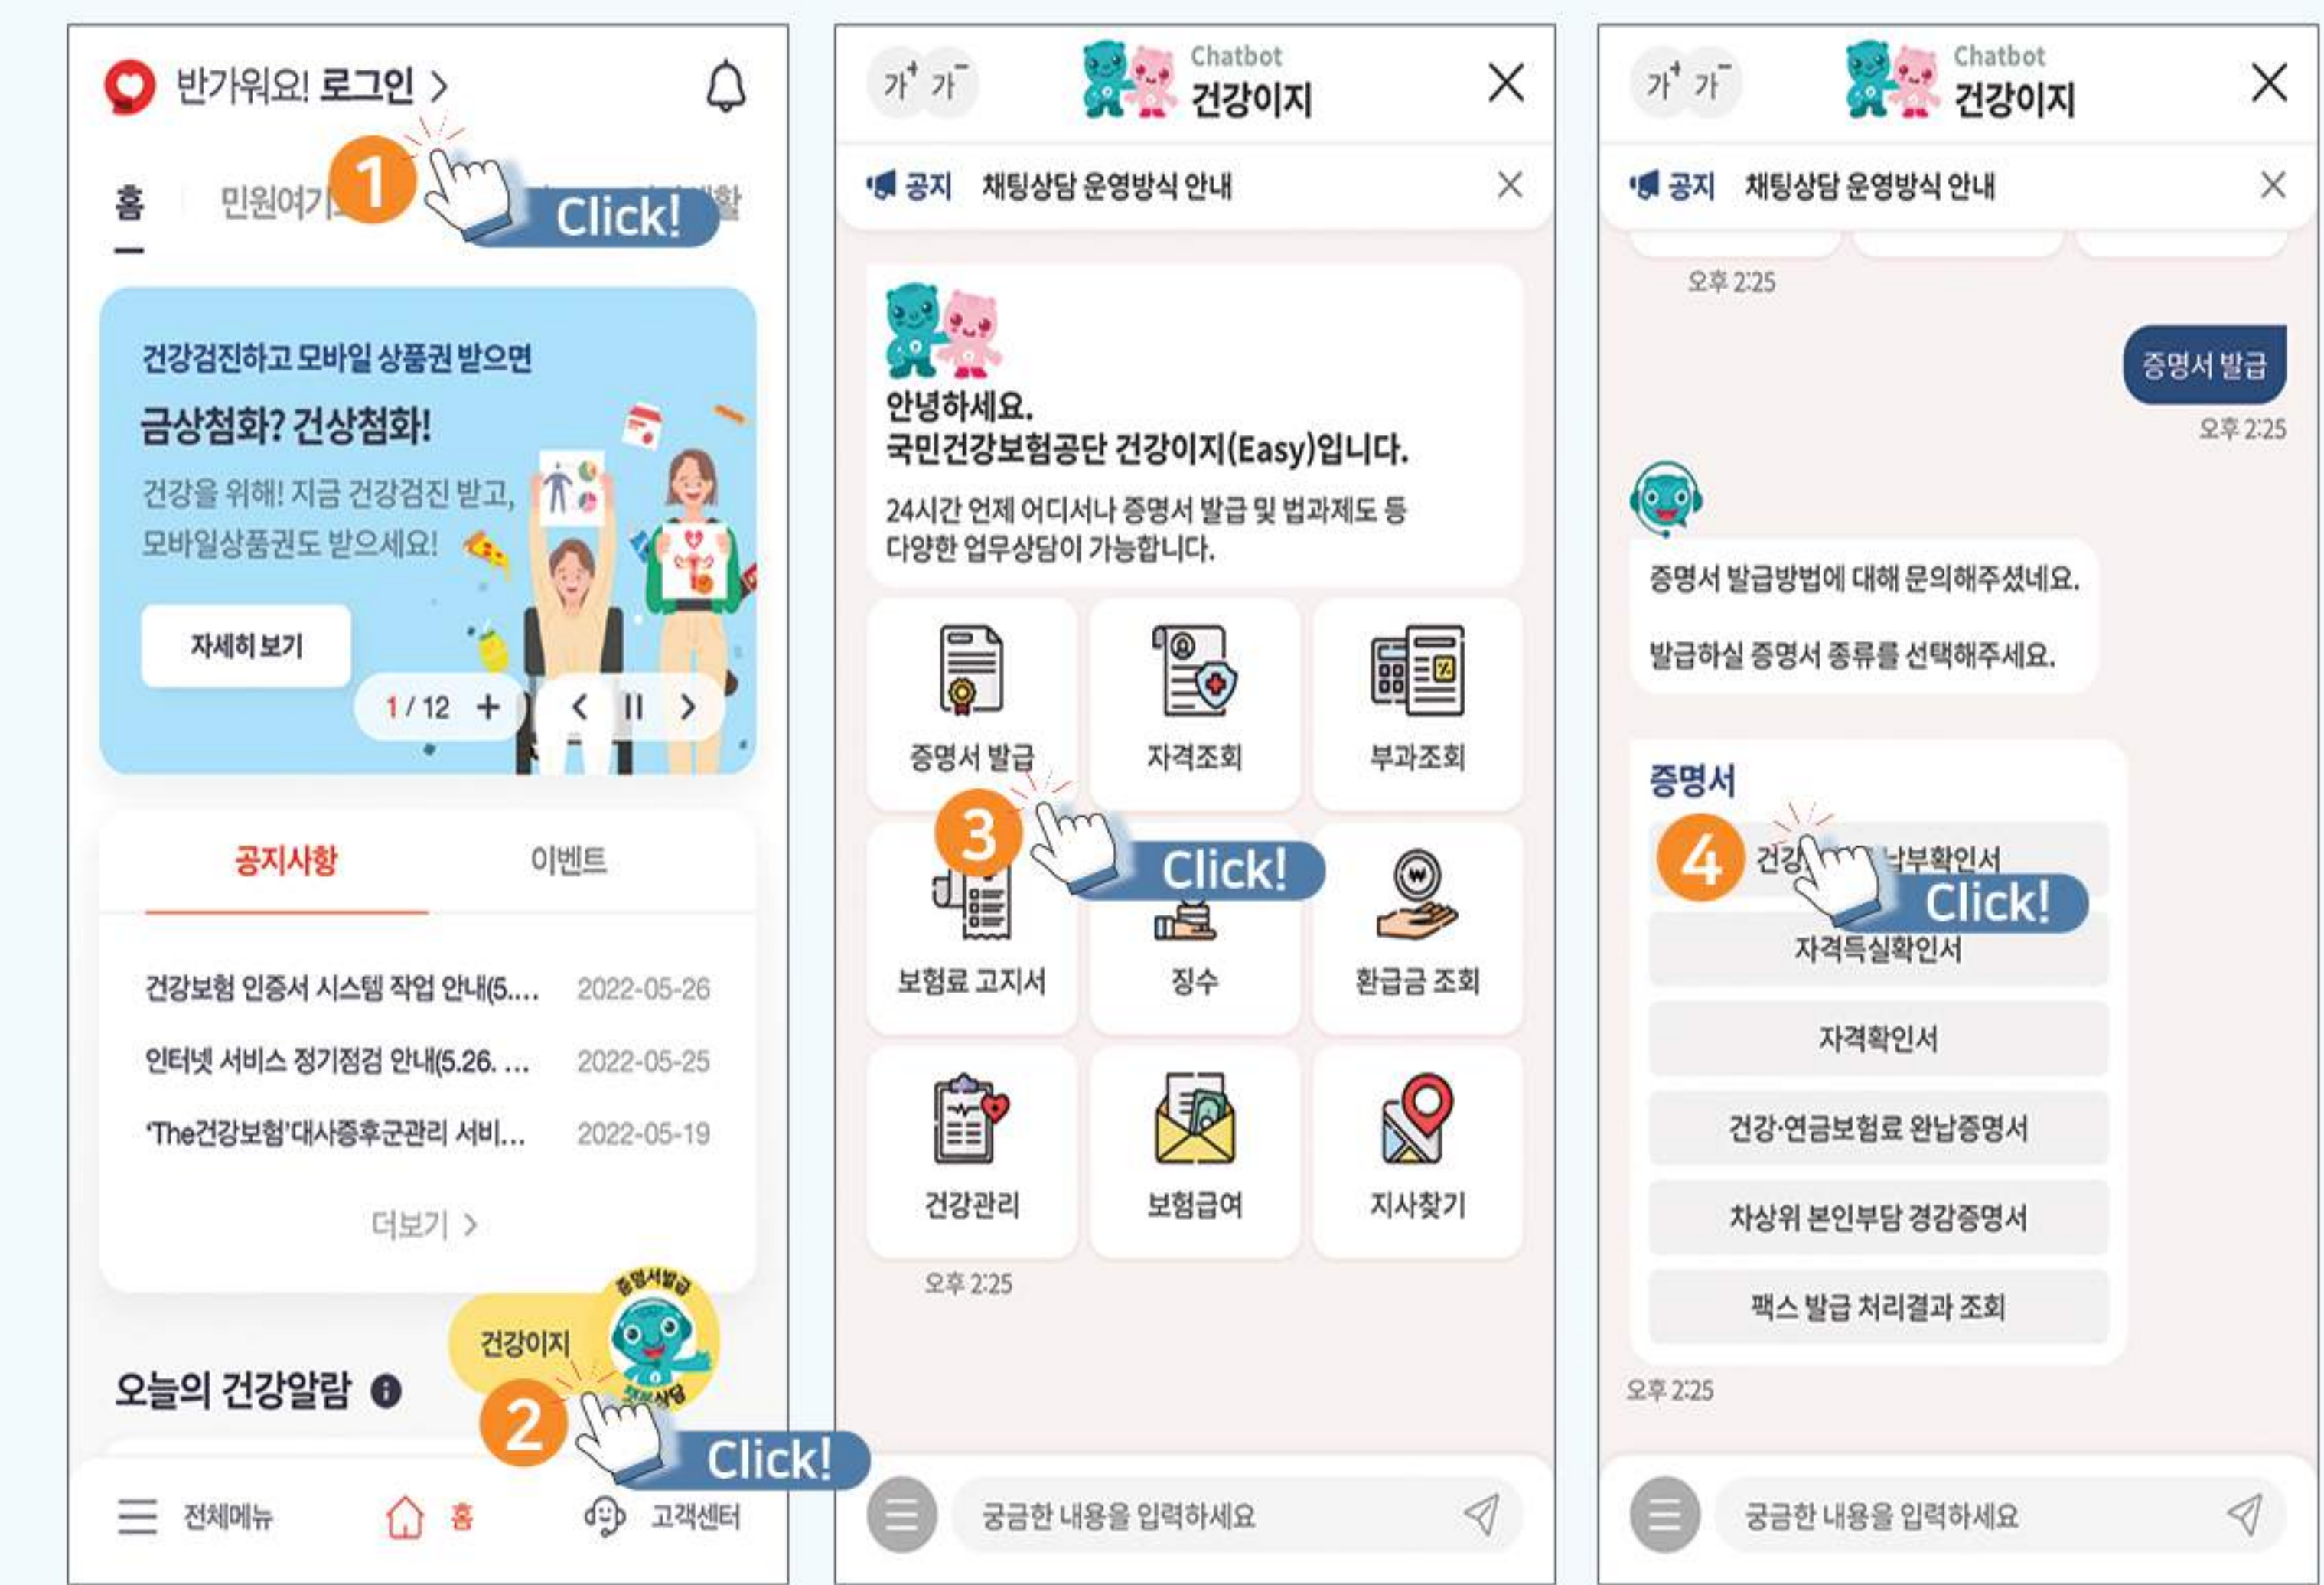 반가워요! 로그인 >
1
Click!
홈
민원여기
활
건강검진하고 모바일 상품권 받으면
금상첨화? 건상첨화!
건강을 위해! 지금 건강검진 받고,
모바일상품권도 받으세요!
자세히 보기
1 / 12 +
공지사항
이벤트
건강보험 인증서 시스템 작업 안내(5.... 2022-05-26
인터넷 서비스 정기점검 안내(5.26. ... 2022-05-25
'The건강보험'대사증후군관리 서비... 2022-05-19
더보기 >
증명서발급
건강이지
상담
오늘의 건강알람
2
Click!
전체메뉴
홈
고객센터
가+ 가-
Chatbot
건강이지
공지 채팅상담 운영방식 안내
안녕하세요.
국민건강보험공단 건강이지(Easy)입니다.
24시간 언제 어디서나 증명서 발급 및 법과제도 등
다양한 업무상담이 가능합니다.
증명서 발급
자격조회
부과조회
3
Click!
보험료 고지서
징수
환급금 조회
건강관리
보험급여
지사찾기
오후 2:25
궁금한 내용을 입력하세요
가+ 가-
Chatbot
건강이지
공지 채팅상담 운영방식 안내
오후 2:25
증명서 발급
오후 2:25
증명서 발급방법에 대해 문의해주셨네요.
발급하실 증명서 종류를 선택해주세요.
증명서
4
건강
납부확인서
Click!
자격득실확인서
자격확인서
건강·연금보험료 완납증명서
차상위 본인부담 경감증명서
팩스 발급 처리결과 조회
오후 2:25
궁금한 내용을 입력하세요